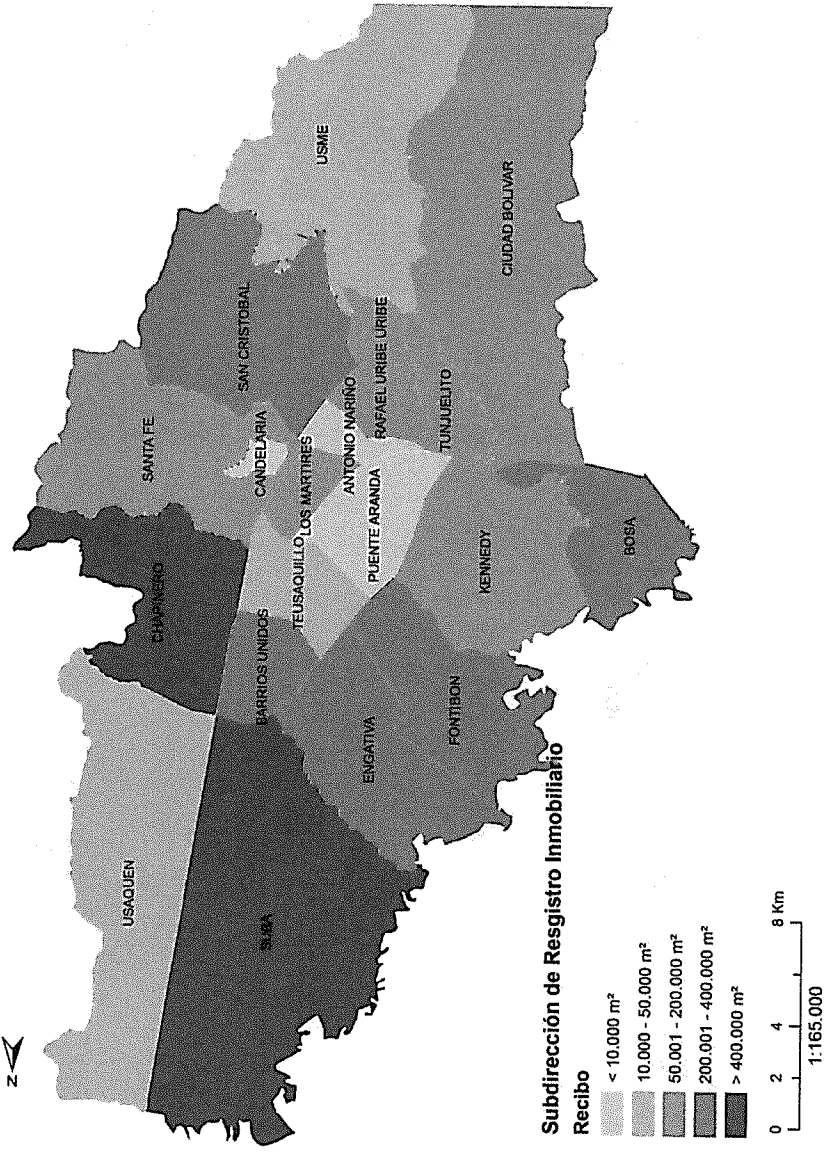 N
USAQUEN
SUBA
CHAPINERO
SANTA FE
BARRIOS UNIDOS
ENGATIVA
TEUSAQUILLO
CANDELARIA
LOS MARTIRES
SAN CRISTOBAL
USME
FONTIBON
PUENTE ARANDA
ANTONIO NARIÑO
RAFAEL URIBE URIBE
KENNEDY
TUNJUELITO
CIUDAD BOLIVAR
BOSA
Subdirección de Resgistro Inmobiliario
Recibo
< 10.000 m²
10.000 - 50.000 m²
50.001 - 200.000 m²
200.001 - 400.000 m²
> 400.000 m²
0 2 4 8 Km
1:165.000